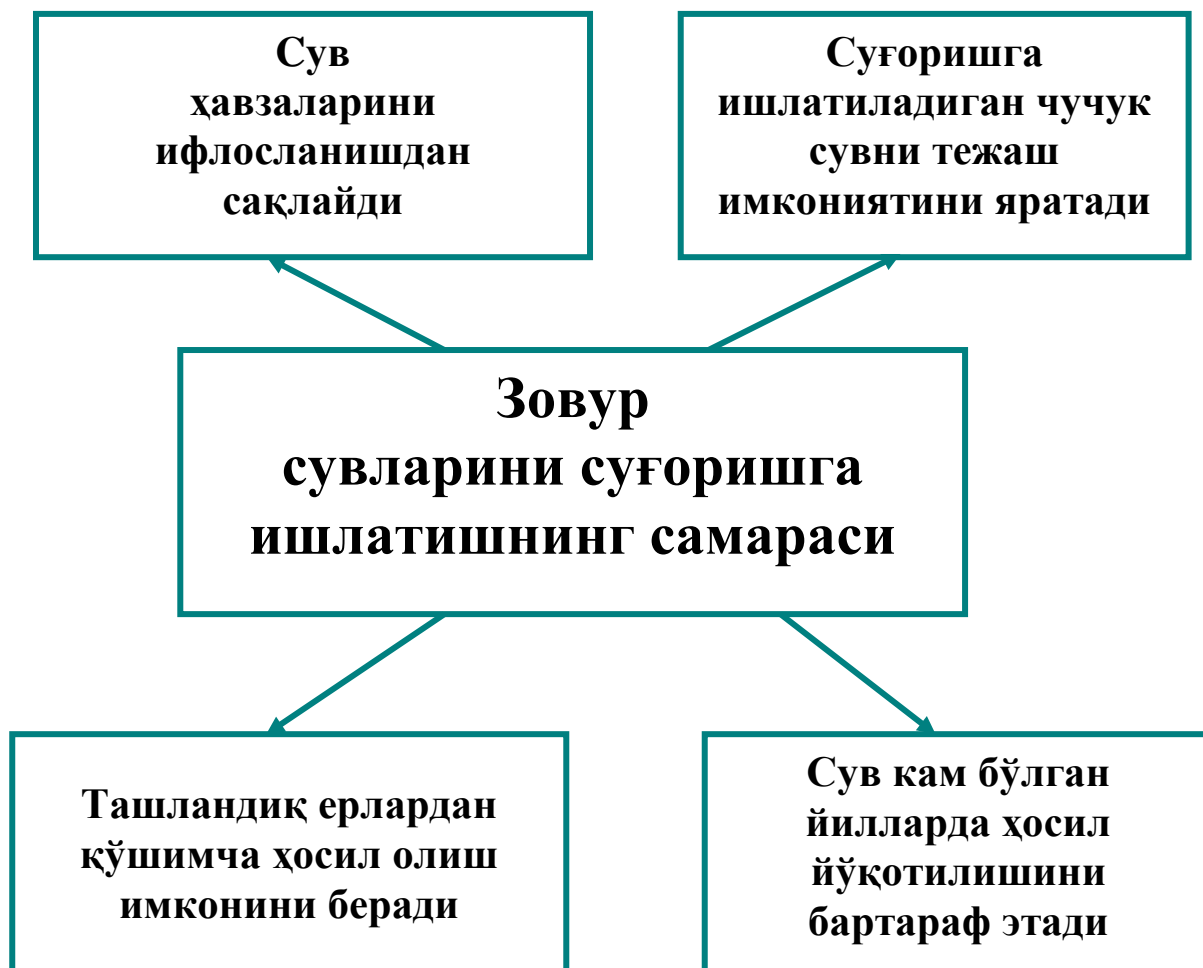 Сув
ҳавзаларини
ифлосланишдан
сақлайди
Суғоришга
ишлатиладиган чучук
сувни тежаш
имкониятини яратади
Зовур
сувларини суғоришга
ишлатишнинг самараси
Ташландиқ ерлардан
қўшимча ҳосил олиш
имконини беради
Сув кам бўлган
йилларда ҳосил
йўқотилишини
бартараф этади